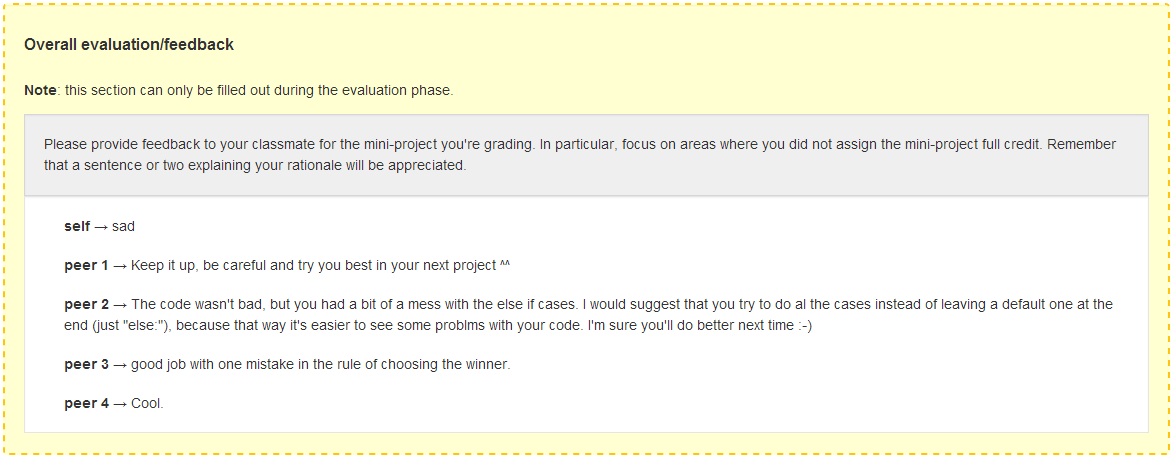 Overall evaluation/feedback
Note: this section can only be filled out during the evaluation phase.
Please provide feedback to your classmate for the mini-project you're grading. In particular, focus on areas where you did not assign the mini-project full credit. Remember
that a sentence or two explaining your rationale will be appreciated.
self → sad
peer 1 → Keep it up, be careful and try you best in your next project ^^
peer 2 → The code wasn't bad, but you had a bit of a mess with the else if cases. I would suggest that you try to do al the cases instead of leaving a default one at the
end (just "else:"), because that way it's easier to see some problms with your code. I'm sure you'll do better next time :-)
peer 3 → good job with one mistake in the rule of choosing the winner.
peer 4 → Cool.